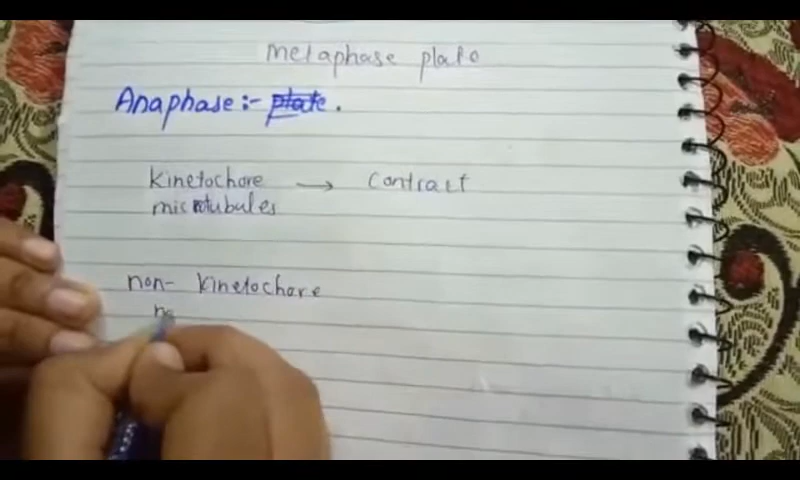 metaphase plate
Anaphase:- plate.
kinetochore → contract
microtubules
non- kinetochore